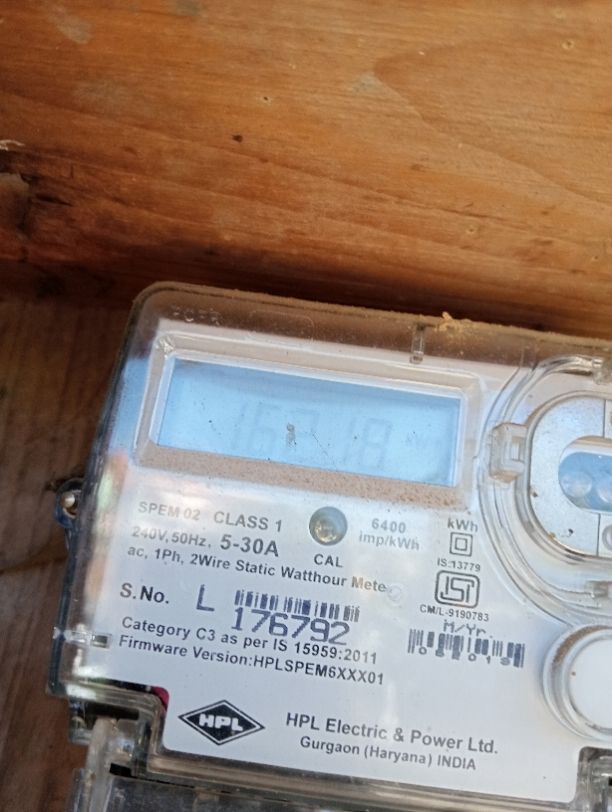 SPEM 02 CLASS 1
240V, 50Hz, 5-30A
ac, 1Ph, 2Wire Static Watthour Meter
CAL
6400
imp/kWh
kWh
IS:13779
ISI
CM/L-9190783
M/Yr.
S.No. L 176792
Category C3 as per IS 15959:2011
Firmware Version:HPLSPEM6XXX01
HPL
HPL Electric & Power Ltd.
Gurgaon (Haryana) INDIA